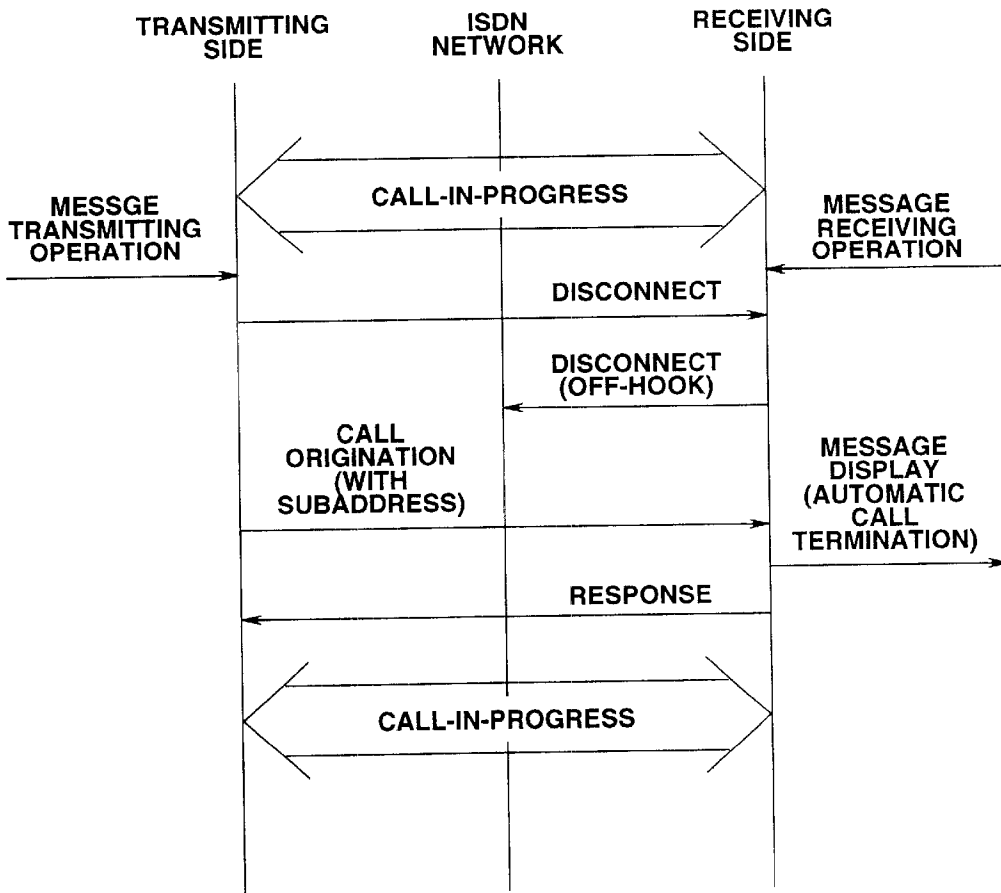 TRANSMITTING
SIDE
ISDN
NETWORK
RECEIVING
SIDE
CALL-IN-PROGRESS
MESSGE
TRANSMITTING
OPERATION
MESSAGE
RECEIVING
OPERATION
DISCONNECT
DISCONNECT
(OFF-HOOK)
CALL
ORIGINATION
(WITH
SUBADDRESS)
MESSAGE
DISPLAY
(AUTOMATIC
CALL
TERMINATION)
RESPONSE
CALL-IN-PROGRESS